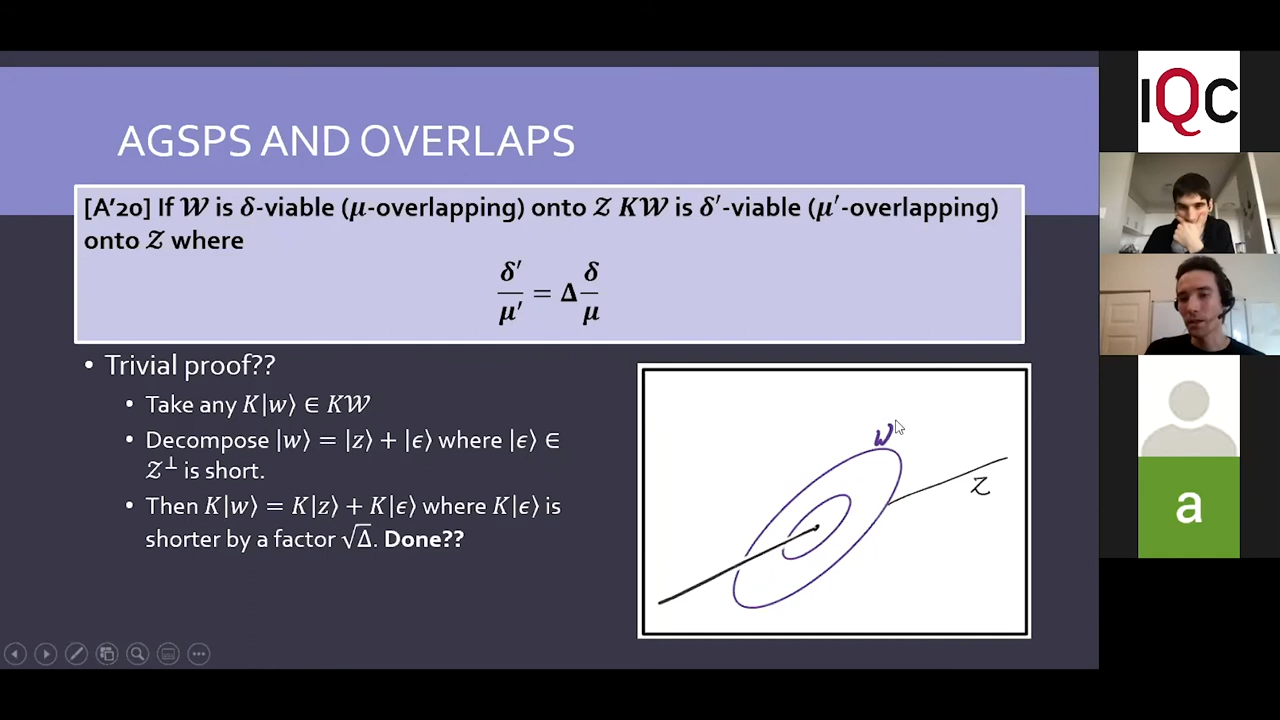 AGSPS AND OVERLAPS
[A'20] If 𝓦 is δ-viable (μ-overlapping) onto 𝓩 K𝓦 is δ′-viable (μ′-overlapping)
onto 𝓩 where
δ′/μ′ = Δ δ/μ
• Trivial proof??
• Take any K|w⟩ ∈ K𝓦
• Decompose |w⟩ = |z⟩ + |ϵ⟩ where |ϵ⟩ ∈
𝓩⊥ is short.
• Then K|w⟩ = K|z⟩ + K|ϵ⟩ where K|ϵ⟩ is
shorter by a factor √Δ. Done??
W
Z
IQC
a